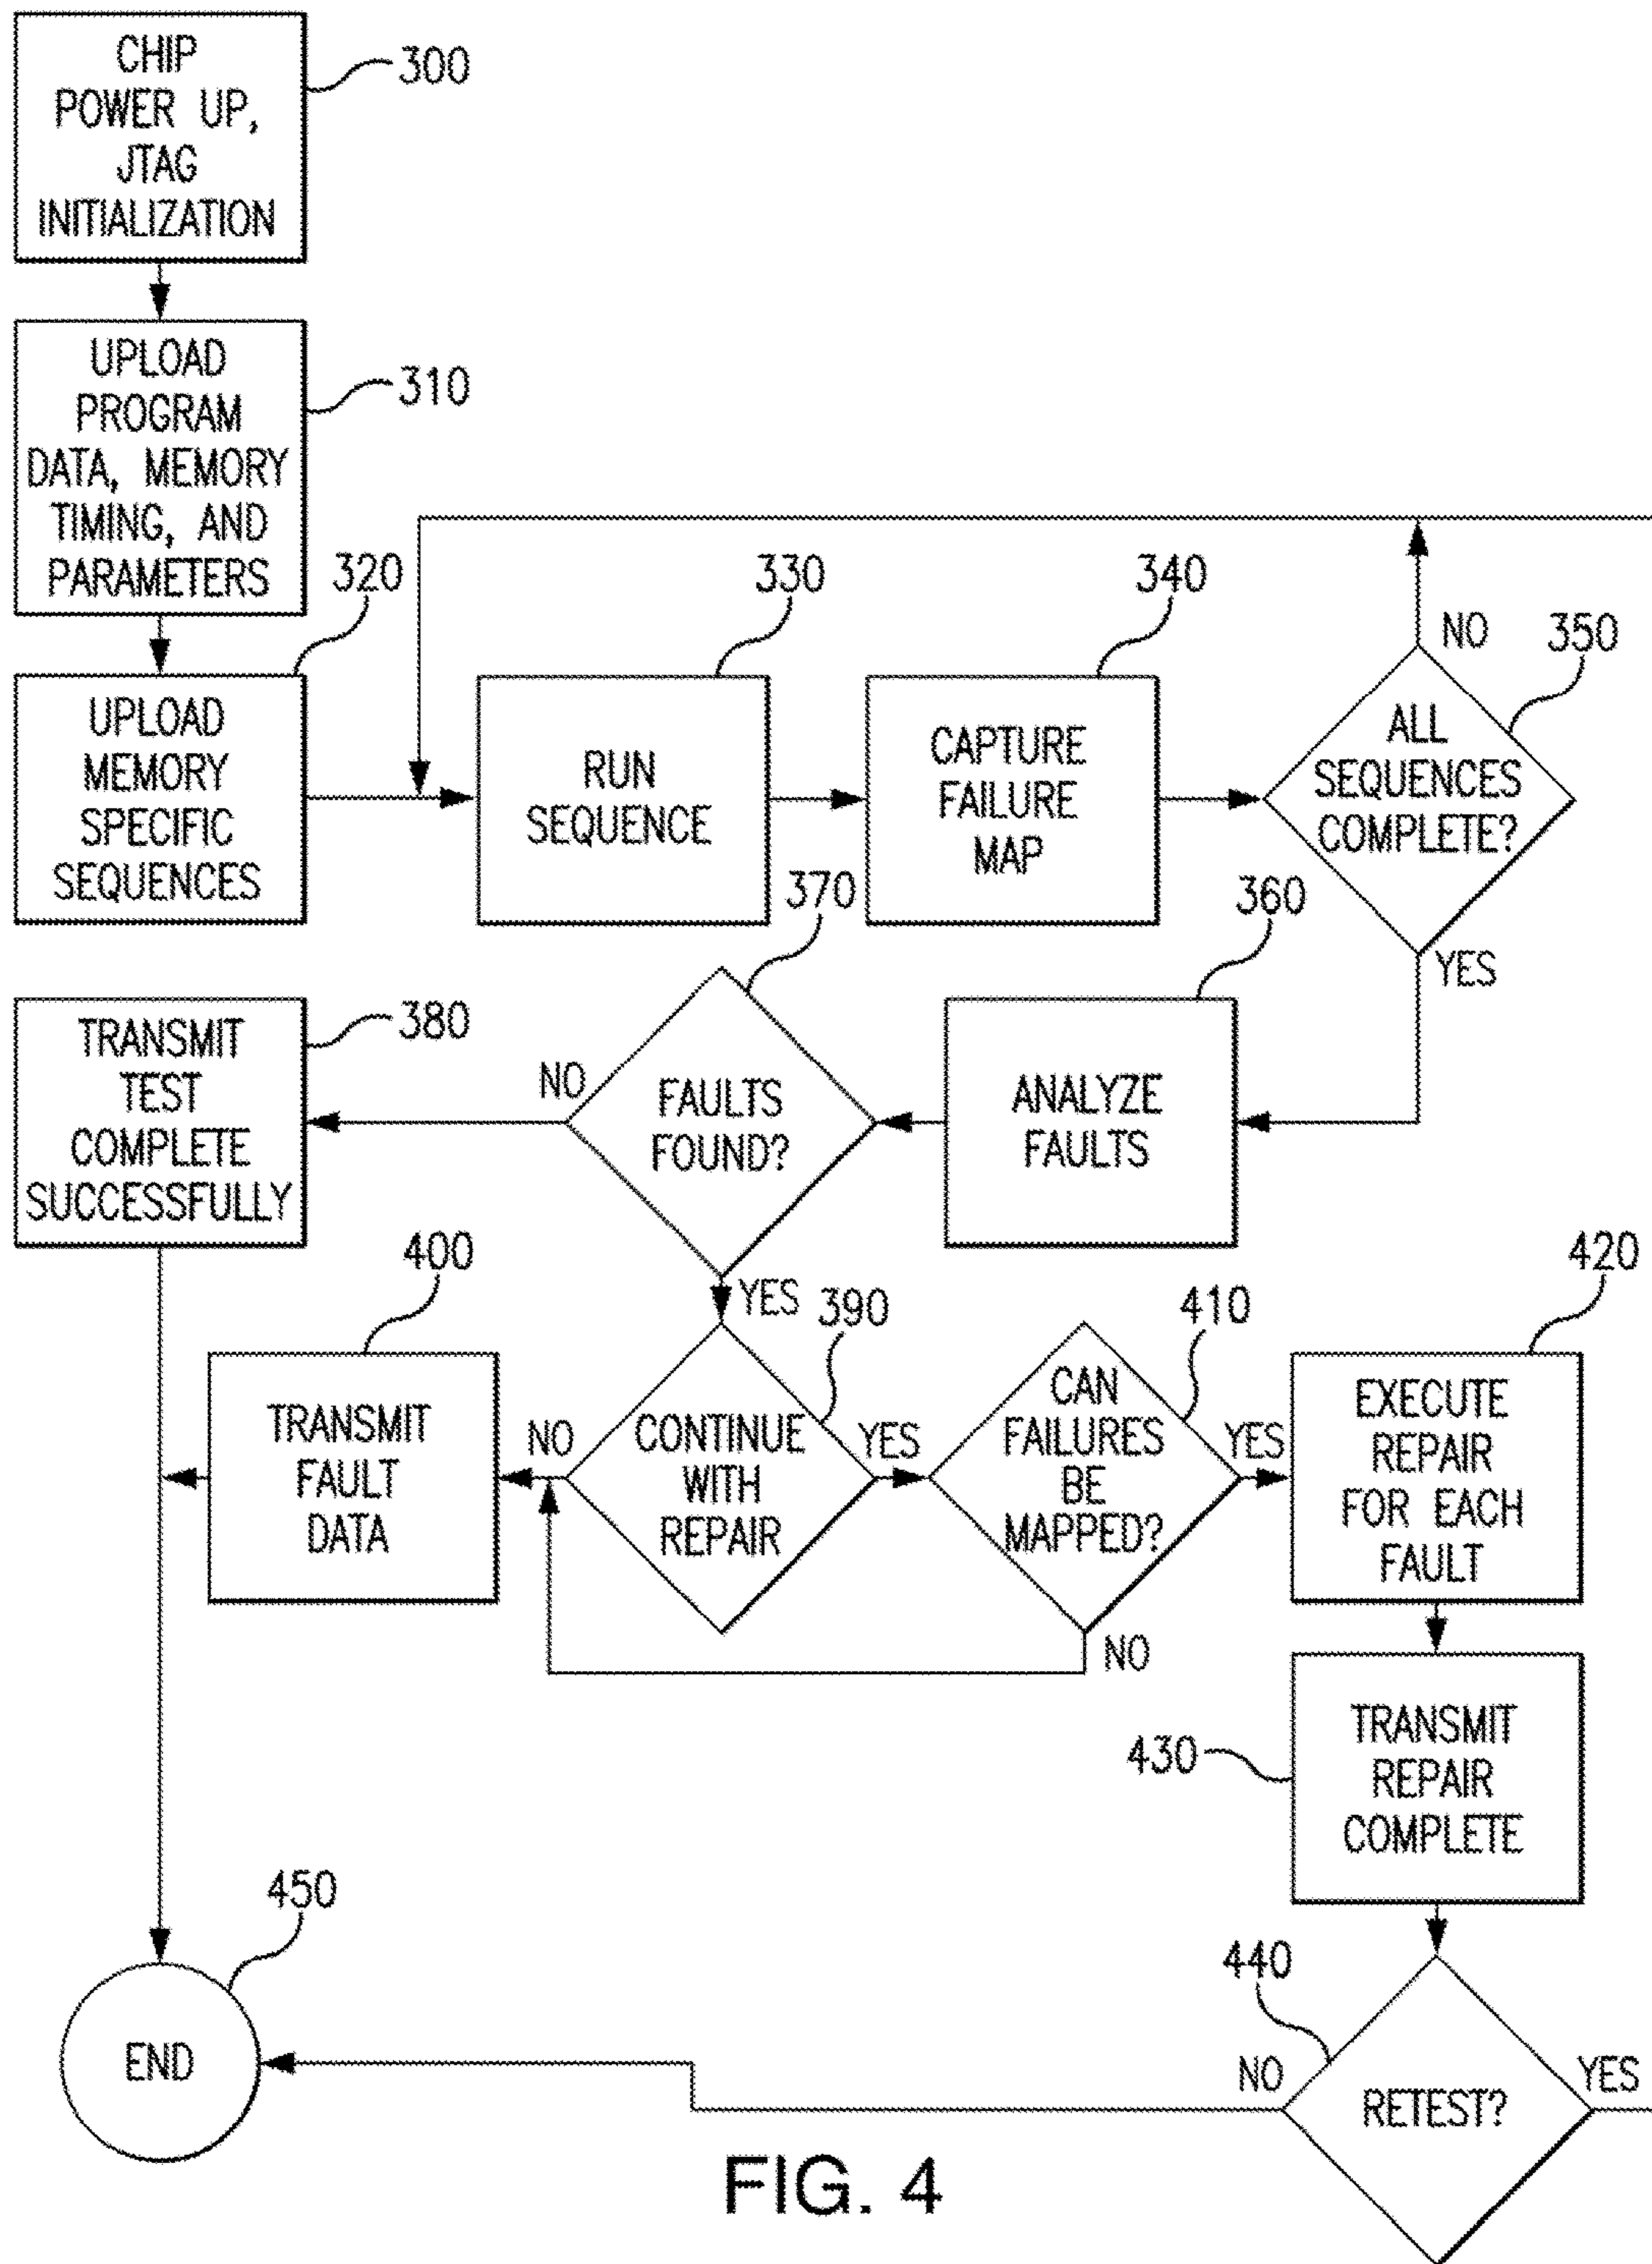 CHIP
POWER UP,
JTAG
INITIALIZATION
300
UPLOAD
PROGRAM
DATA, MEMORY
TIMING, AND
PARAMETERS
310
UPLOAD
MEMORY
SPECIFIC
SEQUENCES
320
RUN
SEQUENCE
330
CAPTURE
FAILURE
MAP
340
ALL
SEQUENCES
COMPLETE?
350
NO
YES
ANALYZE
FAULTS
360
FAULTS
FOUND?
370
NO
YES
TRANSMIT
TEST
COMPLETE
SUCCESSFULLY
380
CONTINUE
WITH
REPAIR
390
NO
YES
TRANSMIT
FAULT
DATA
400
CAN
FAILURES
BE
MAPPED?
410
YES
NO
EXECUTE
REPAIR
FOR EACH
FAULT
420
TRANSMIT
REPAIR
COMPLETE
430
RETEST?
440
NO
YES
END
450
FIG. 4